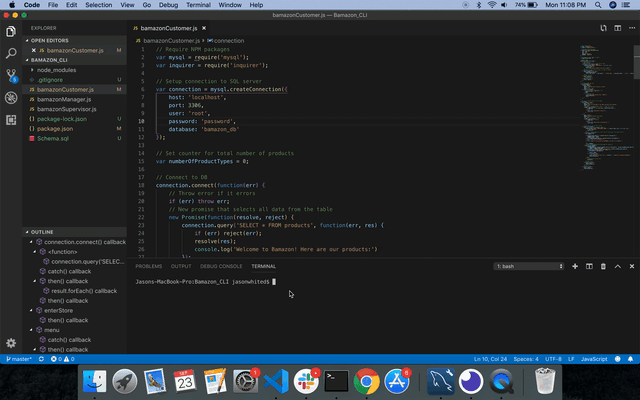 Code File Edit Selection View Go Debug Terminal Window Help
74% Mon 11:08 PM
bamazonCustomer.js — Bamazon_CLI
EXPLORER
OPEN EDITORS
JS bamazonCustomer.js M
BAMAZON_CLI
node_modules
.gitignore U
JS bamazonCustomer.js M
JS bamazonManager.js
JS bamazonSupervisor.js
package-lock.json U
package.json M
Schema.sql U
OUTLINE
connection.connect() callback
<function>
connection.query('SELEC...
catch() callback
then() callback
result.forEach() callback
then() callback
enterStore
then() callback
menu
catch() callback
then() callback
JS bamazonCustomer.js
JS bamazonCustomer.js > connection
1 // Require NPM packages
2 var mysql = require('mysql');
3 var inquirer = require('inquirer');
4
5 // Setup connection to SQL server
6 var connection = mysql.createConnection({
7 host: 'localhost',
8 port: 3306,
9 user: 'root',
10 password: 'password',
11 database: 'bamazon_db'
12 });
13
14 // Set counter for total number of products
15 var numberOfProductTypes = 0;
16
17 // Connect to DB
18 connection.connect(function(err) {
19 // Throw error if it errors
20 if (err) throw err;
21 // New promise that selects all data from the table
22 new Promise(function(resolve, reject) {
23 connection.query('SELECT * FROM products', function(err, res) {
24 if (err) reject(err);
25 resolve(res);
26 console.log('Welcome to Bamazon! Here are our products:')
PROBLEMS OUTPUT DEBUG CONSOLE TERMINAL
1: bash
Jasons-MacBook-Pro:Bamazon_CLI jasonwhited$
master* 0 0
Ln 10, Col 24 Spaces: 4 UTF-8 LF JavaScript
SEP
23
1
6